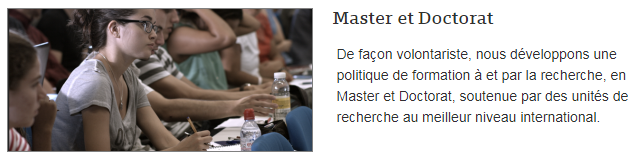 Master et Doctorat
De façon volontariste, nous développons une
politique de formation à et par la recherche, en
Master et Doctorat, soutenue par des unités de
recherche au meilleur niveau international.